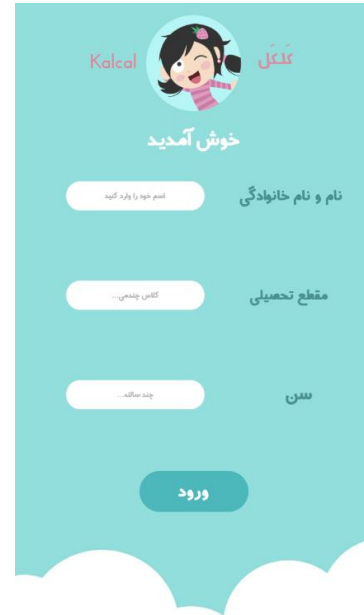 Kalcal کَلکَل
خوش آمدید
نام و نام خانوادگی
اسم خود را وارد کنید
مقطع تحصیلی
کلاس چندمی...
سن
چند سالته...
ورود